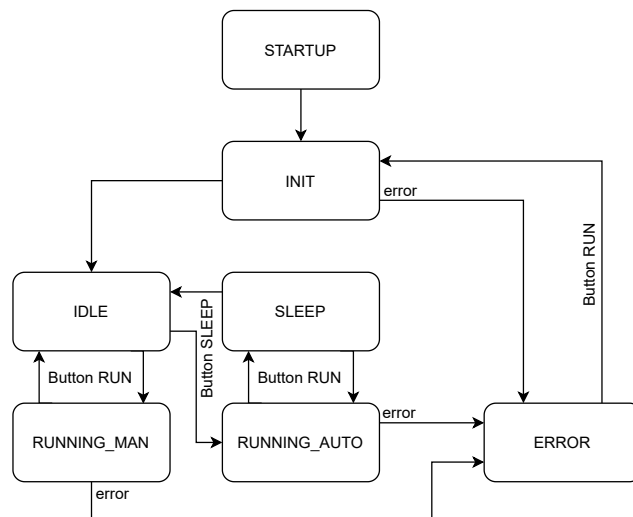 STARTUP
INIT
error
Button RUN
IDLE
SLEEP
Button SLEEP
Button RUN
Button RUN
RUNNING_MAN
RUNNING_AUTO
error
ERROR
error